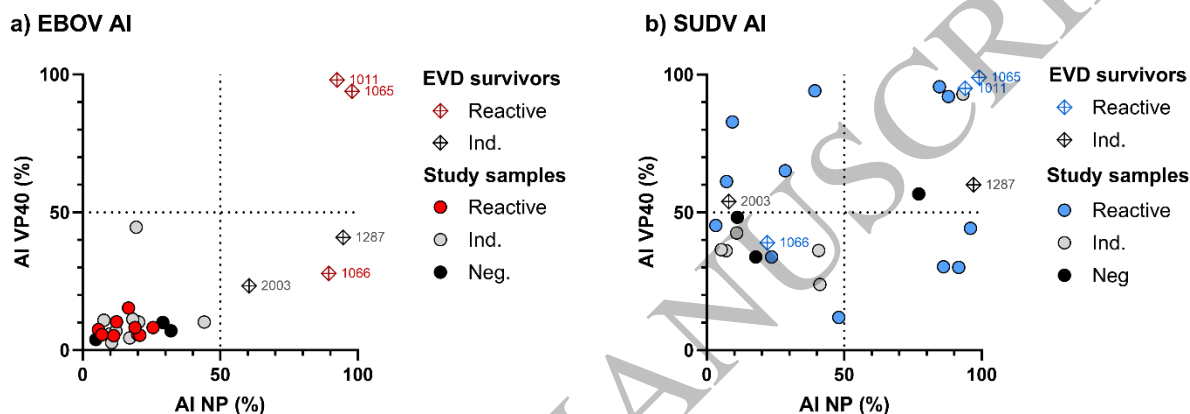 a) EBOV AI
100
50
0
AI VP40 (%)
0
50
100
AI NP (%)
1011
1065
1287
1066
2003
EVD survivors
Reactive
Ind.
Study samples
Reactive
Ind.
Neg.
b) SUDV AI
100
50
0
AI VP40 (%)
0
50
100
AI NP (%)
1065
1011
1287
2003
1066
EVD survivors
Reactive
Ind.
Study samples
Reactive
Ind.
Neg
ANUSCRI